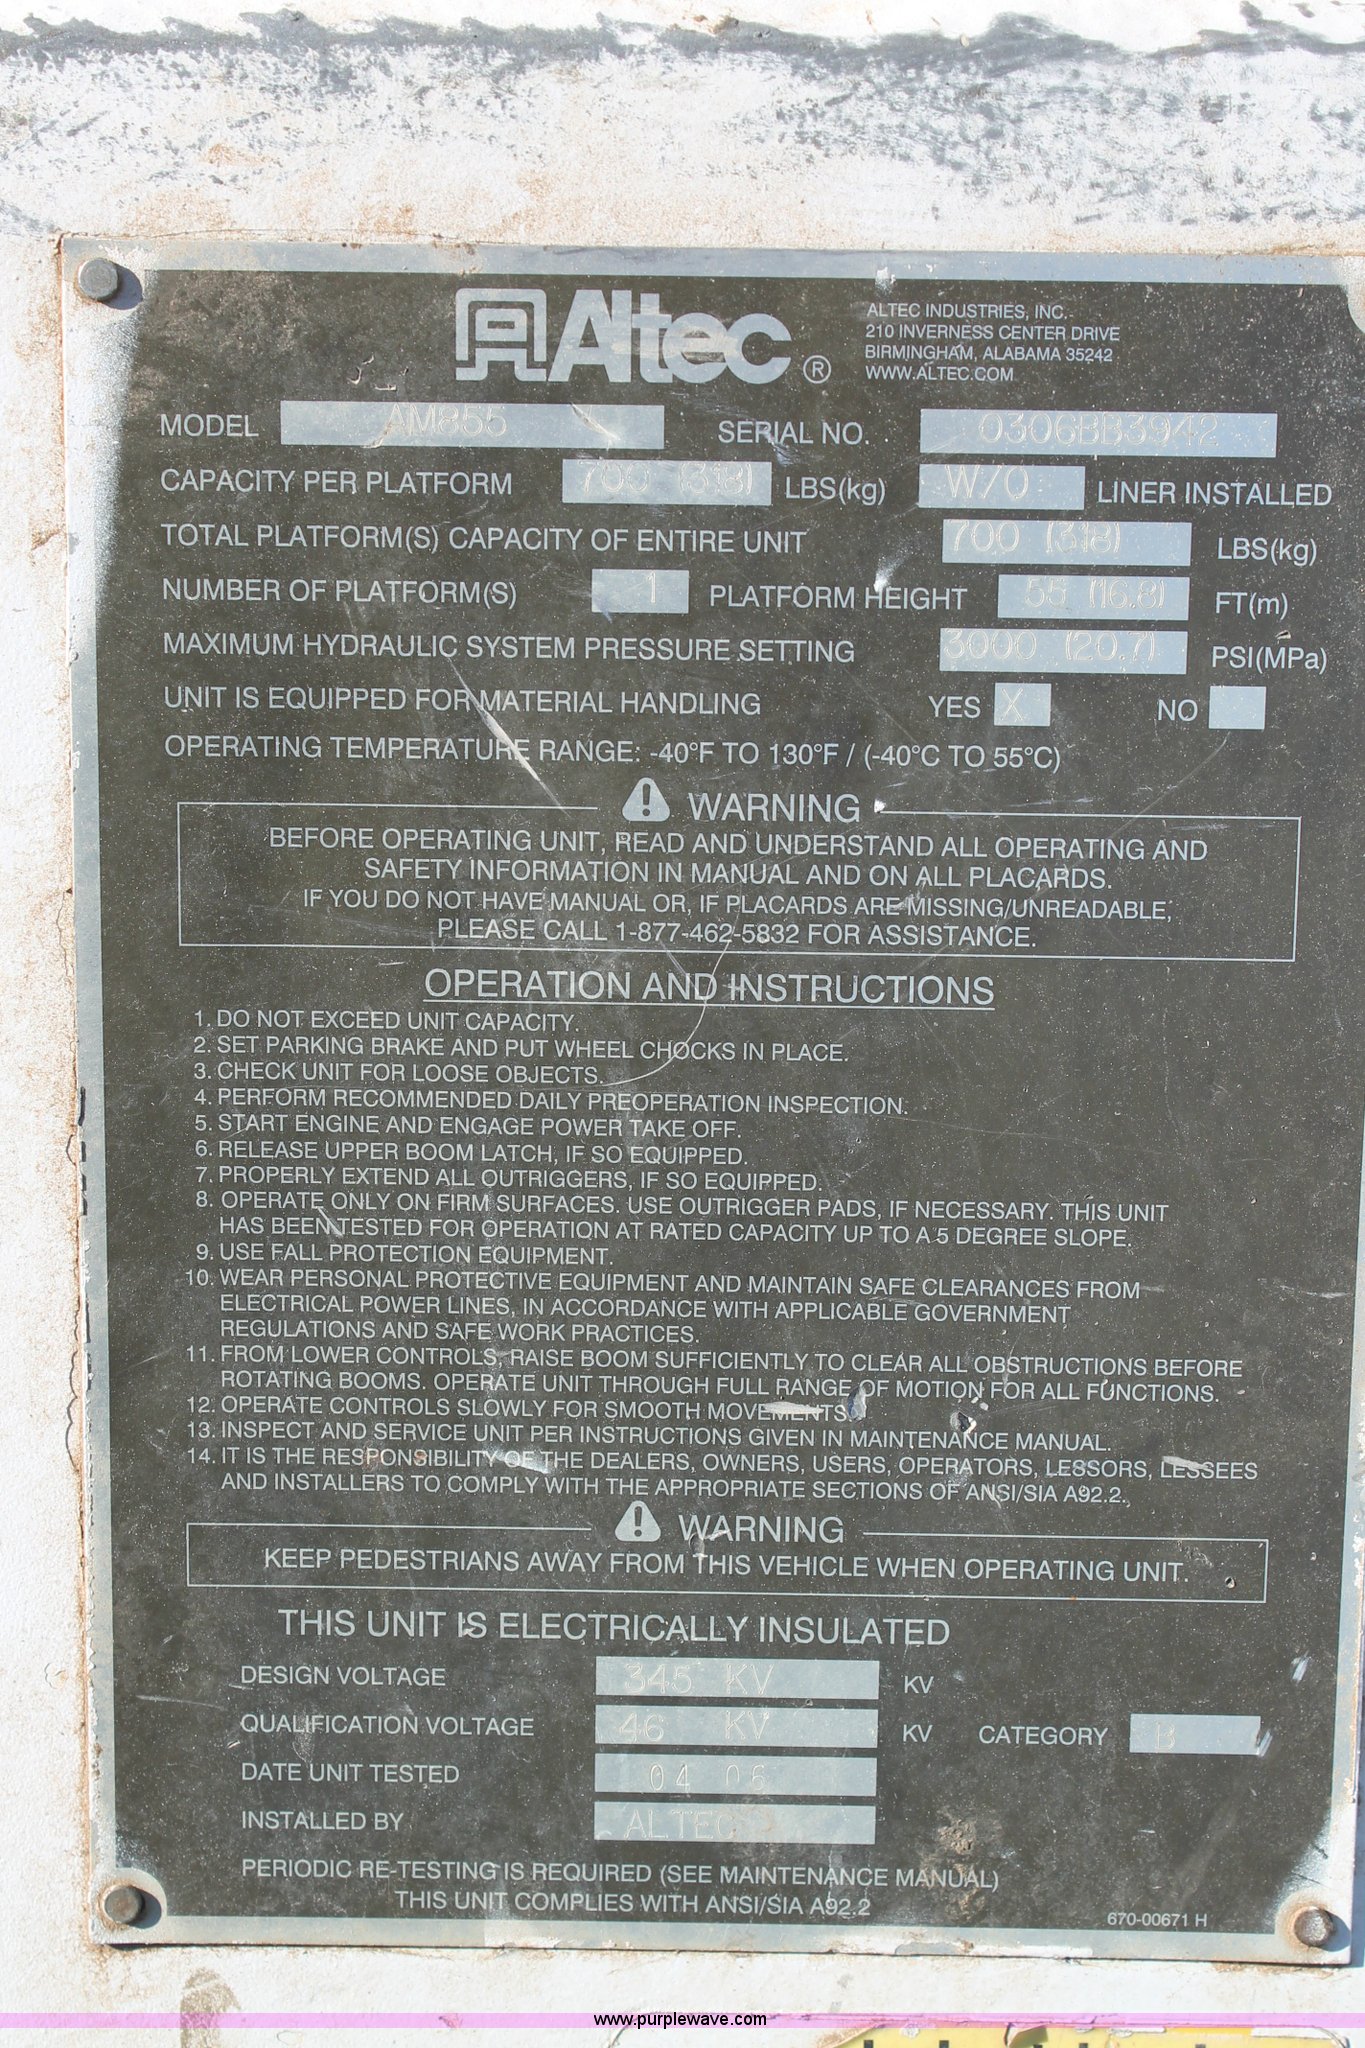 Altec ®
ALTEC INDUSTRIES, INC.
210 INVERNESS CENTER DRIVE
BIRMINGHAM, ALABAMA 35242
WWW.ALTEC.COM
MODEL AM855 SERIAL NO. 0306BB3942
CAPACITY PER PLATFORM 700 (318) LBS(kg) W/O LINER INSTALLED
TOTAL PLATFORM(S) CAPACITY OF ENTIRE UNIT 700 (318) LBS(kg)
NUMBER OF PLATFORM(S) 1 PLATFORM HEIGHT 55 (16.8) FT(m)
MAXIMUM HYDRAULIC SYSTEM PRESSURE SETTING 3000 (20.7) PSI(MPa)
UNIT IS EQUIPPED FOR MATERIAL HANDLING YES X NO
OPERATING TEMPERATURE RANGE: -40°F TO 130°F / (-40°C TO 55°C)
WARNING
BEFORE OPERATING UNIT, READ AND UNDERSTAND ALL OPERATING AND
SAFETY INFORMATION IN MANUAL AND ON ALL PLACARDS.
IF YOU DO NOT HAVE MANUAL OR, IF PLACARDS ARE MISSING/UNREADABLE,
PLEASE CALL 1-877-462-5832 FOR ASSISTANCE.
OPERATION AND INSTRUCTIONS
1. DO NOT EXCEED UNIT CAPACITY.
2. SET PARKING BRAKE AND PUT WHEEL CHOCKS IN PLACE.
3. CHECK UNIT FOR LOOSE OBJECTS.
4. PERFORM RECOMMENDED DAILY PREOPERATION INSPECTION.
5. START ENGINE AND ENGAGE POWER TAKE OFF.
6. RELEASE UPPER BOOM LATCH, IF SO EQUIPPED.
7. PROPERLY EXTEND ALL OUTRIGGERS, IF SO EQUIPPED.
8. OPERATE ONLY ON FIRM SURFACES. USE OUTRIGGER PADS, IF NECESSARY. THIS UNIT
HAS BEEN TESTED FOR OPERATION AT RATED CAPACITY UP TO A 5 DEGREE SLOPE.
9. USE FALL PROTECTION EQUIPMENT.
10. WEAR PERSONAL PROTECTIVE EQUIPMENT AND MAINTAIN SAFE CLEARANCES FROM
ELECTRICAL POWER LINES, IN ACCORDANCE WITH APPLICABLE GOVERNMENT
REGULATIONS AND SAFE WORK PRACTICES.
11. FROM LOWER CONTROLS, RAISE BOOM SUFFICIENTLY TO CLEAR ALL OBSTRUCTIONS BEFORE
ROTATING BOOMS. OPERATE UNIT THROUGH FULL RANGE OF MOTION FOR ALL FUNCTIONS.
12. OPERATE CONTROLS SLOWLY FOR SMOOTH MOVEMENTS.
13. INSPECT AND SERVICE UNIT PER INSTRUCTIONS GIVEN IN MAINTENANCE MANUAL.
14. IT IS THE RESPONSIBILITY OF THE DEALERS, OWNERS, USERS, OPERATORS, LESSORS, LESSEES
AND INSTALLERS TO COMPLY WITH THE APPROPRIATE SECTIONS OF ANSI/SIA A92.2.
WARNING
KEEP PEDESTRIANS AWAY FROM THIS VEHICLE WHEN OPERATING UNIT.
THIS UNIT IS ELECTRICALLY INSULATED
DESIGN VOLTAGE 345 KV KV
QUALIFICATION VOLTAGE 46 KV KV CATEGORY B
DATE UNIT TESTED 04 06
INSTALLED BY ALTEC
PERIODIC RE-TESTING IS REQUIRED (SEE MAINTENANCE MANUAL)
THIS UNIT COMPLIES WITH ANSI/SIA A92.2
670-00671 H
www.purplewave.com